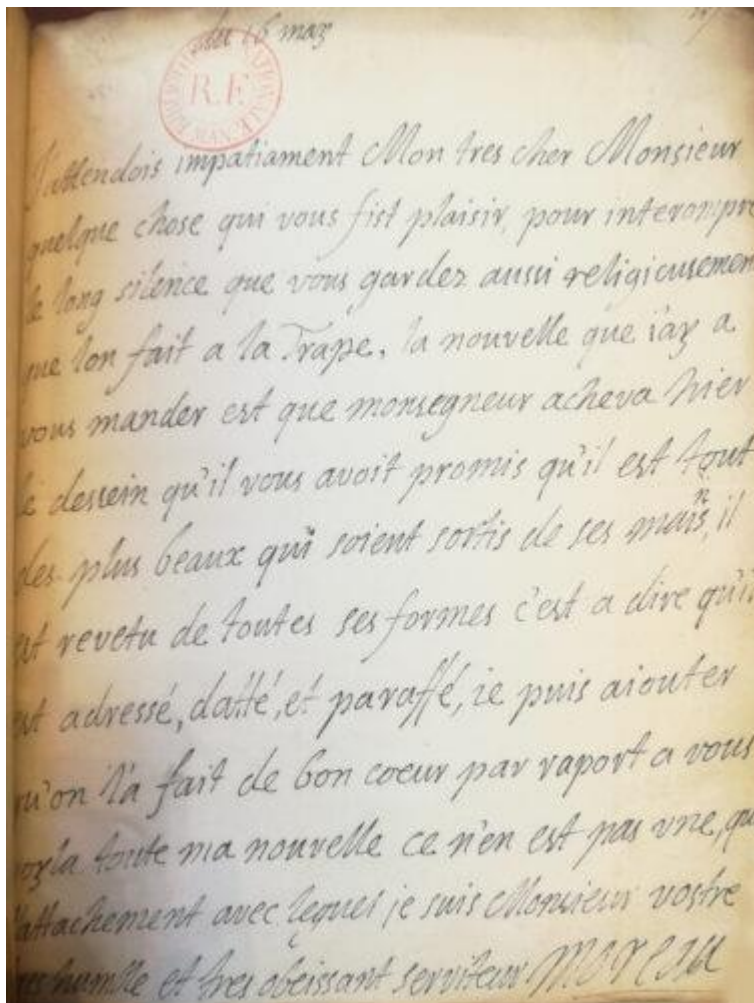 du 16 may
BIBLIOTHEQUE NATIONALE R.F.
J'attendois impatiament Mon tres cher Monsieur
quelque chose qui vous fist plaisir, pour interompre
le long silence que vous gardez aussi religieusement
que lon fait a la Trape, la nouvelle que i'ay a
vous mander est que monsegneur acheva hier
le dessein qu'il vous avoit promis qu'il est tout
des plus beaux qui soient sortis de ses mains, il
est revetu de toutes ses formes c'est a dire qu'il
est adressé, datté, et paraffé, ie puis aiouter
qu'on l'a fait de bon coeur par raport a vous
voyla toute ma nouvelle ce n'en est pas vne, que
l'attachement avec lequel je suis Monsieur vostre
tres humble et tres obeissant serviteur Moreau